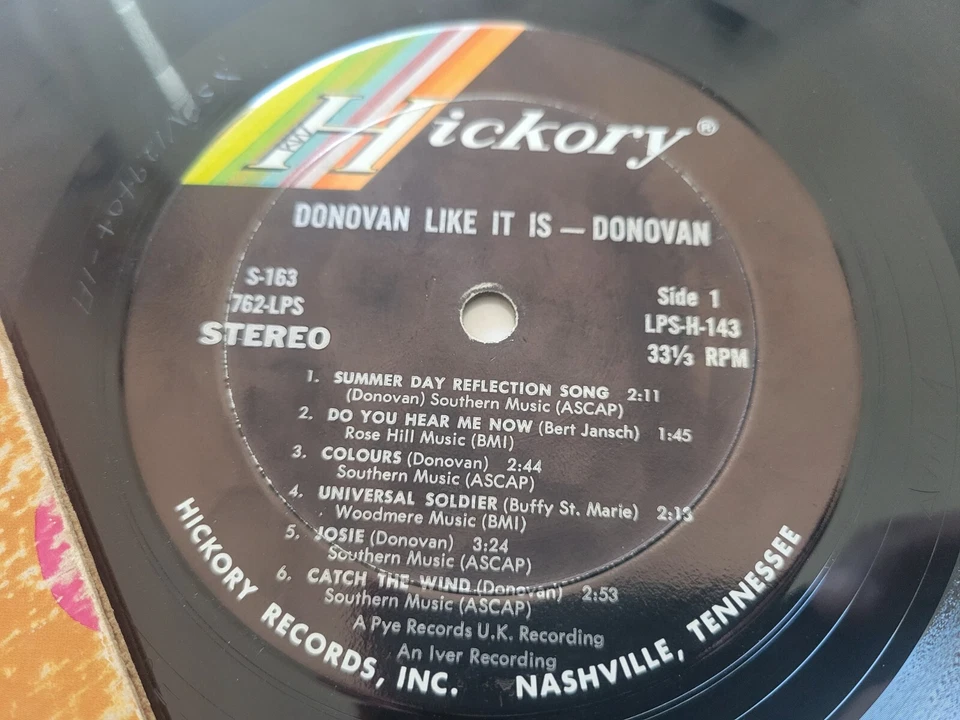 KW
Hickory®
DONOVAN LIKE IT IS — DONOVAN
S-163
762-LPS
STEREO
Side 1
LPS-H-143
33⅓ RPM
1. SUMMER DAY REFLECTION SONG 2:11
(Donovan) Southern Music (ASCAP)
2. DO YOU HEAR ME NOW (Bert Jansch) 1:45
Rose Hill Music (BMI)
3. COLOURS (Donovan) 2:44
Southern Music (ASCAP)
4. UNIVERSAL SOLDIER (Buffy St. Marie) 2:13
Woodmere Music (BMI)
5. JOSIE (Donovan) 3:24
Southern Music (ASCAP)
6. CATCH THE WIND (Donovan) 2:53
Southern Music (ASCAP)
A Pye Records U.K. Recording
An Iver Recording
HICKORY RECORDS, INC. NASHVILLE, TENNESSEE